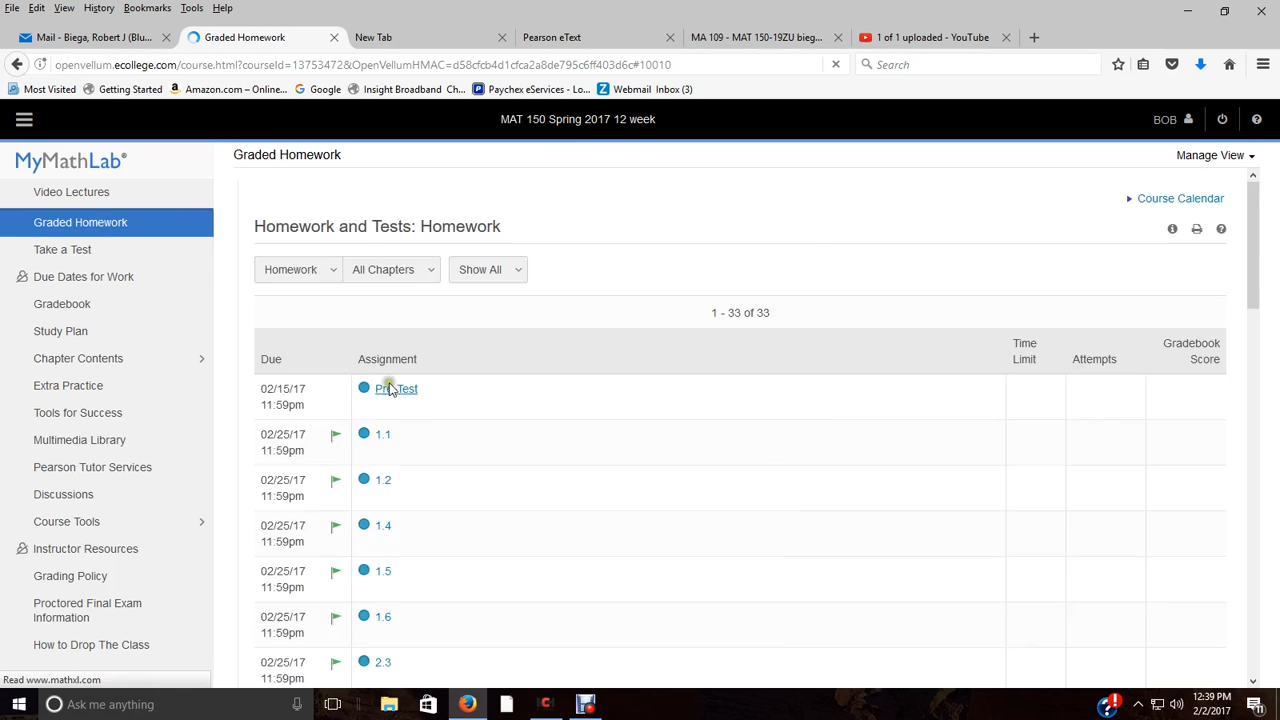 File Edit View History Bookmarks Tools Help
Mail - Biega, Robert J (Blu... Graded Homework New Tab Pearson eText MA 109 - MAT 150-19ZU bieg... 1 of 1 uploaded - YouTube
openvellum.ecollege.com/course.html?courseId=13753472&OpenVellumHMAC=d58cfcb4d1cfca2a8de795c6ff403d6c#10010 Search
Most Visited Getting Started Amazon.com – Online... Google Insight Broadband Ch... Paychex eServices - Lo... Webmail Inbox (3)
MAT 150 Spring 2017 12 week BOB
MyMathLab®
Graded Homework Manage View
Video Lectures
Graded Homework
Take a Test
Due Dates for Work
Gradebook
Study Plan
Chapter Contents
Extra Practice
Tools for Success
Multimedia Library
Pearson Tutor Services
Discussions
Course Tools
Instructor Resources
Grading Policy
Proctored Final Exam
Information
How to Drop The Class
Read www.mathxl.com
Course Calendar
Homework and Tests: Homework
Homework All Chapters Show All
1 - 33 of 33
Due Assignment Time Limit Attempts Gradebook Score
02/15/17 11:59pm Pre Test
02/25/17 11:59pm 1.1
02/25/17 11:59pm 1.2
02/25/17 11:59pm 1.4
02/25/17 11:59pm 1.5
02/25/17 11:59pm 1.6
02/25/17 11:59pm 2.3
Ask me anything
12:39 PM
2/2/2017